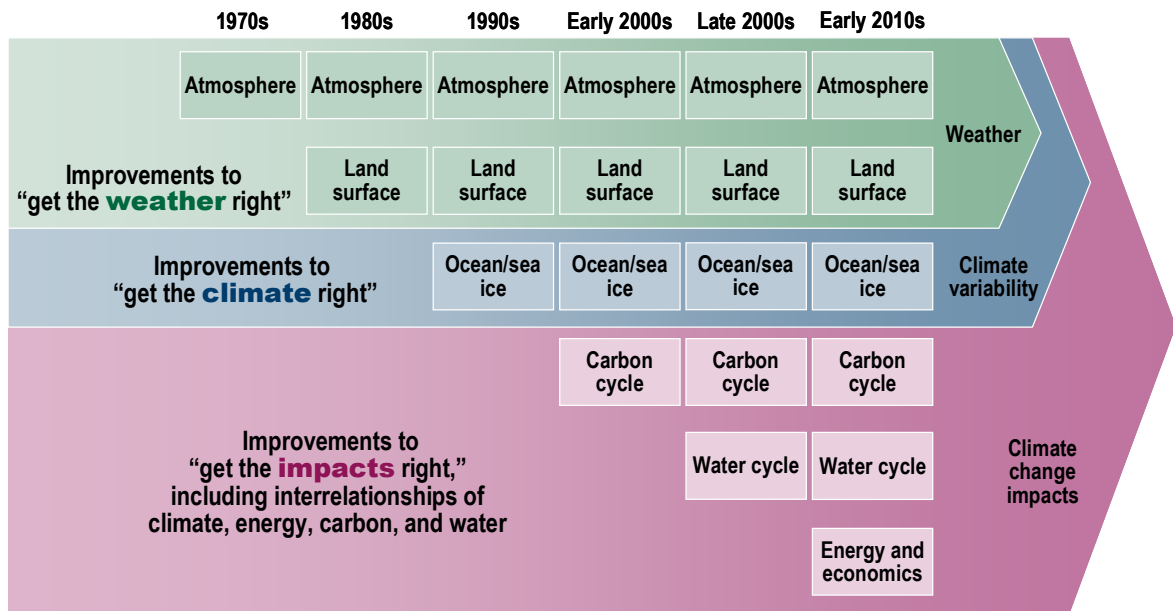 1970s 1980s 1990s Early 2000s Late 2000s Early 2010s
Atmosphere Atmosphere Atmosphere Atmosphere Atmosphere Atmosphere
Weather
Improvements to
“get the weather right”
Land
surface
Land
surface
Land
surface
Land
surface
Land
surface
Improvements to
“get the climate right”
Ocean/sea
ice
Ocean/sea
ice
Ocean/sea
ice
Ocean/sea
ice
Climate
variability
Carbon
cycle
Carbon
cycle
Carbon
cycle
Improvements to
“get the impacts right,”
including interrelationships of
climate, energy, carbon, and water
Water cycle Water cycle
Climate
change
impacts
Energy and
economics